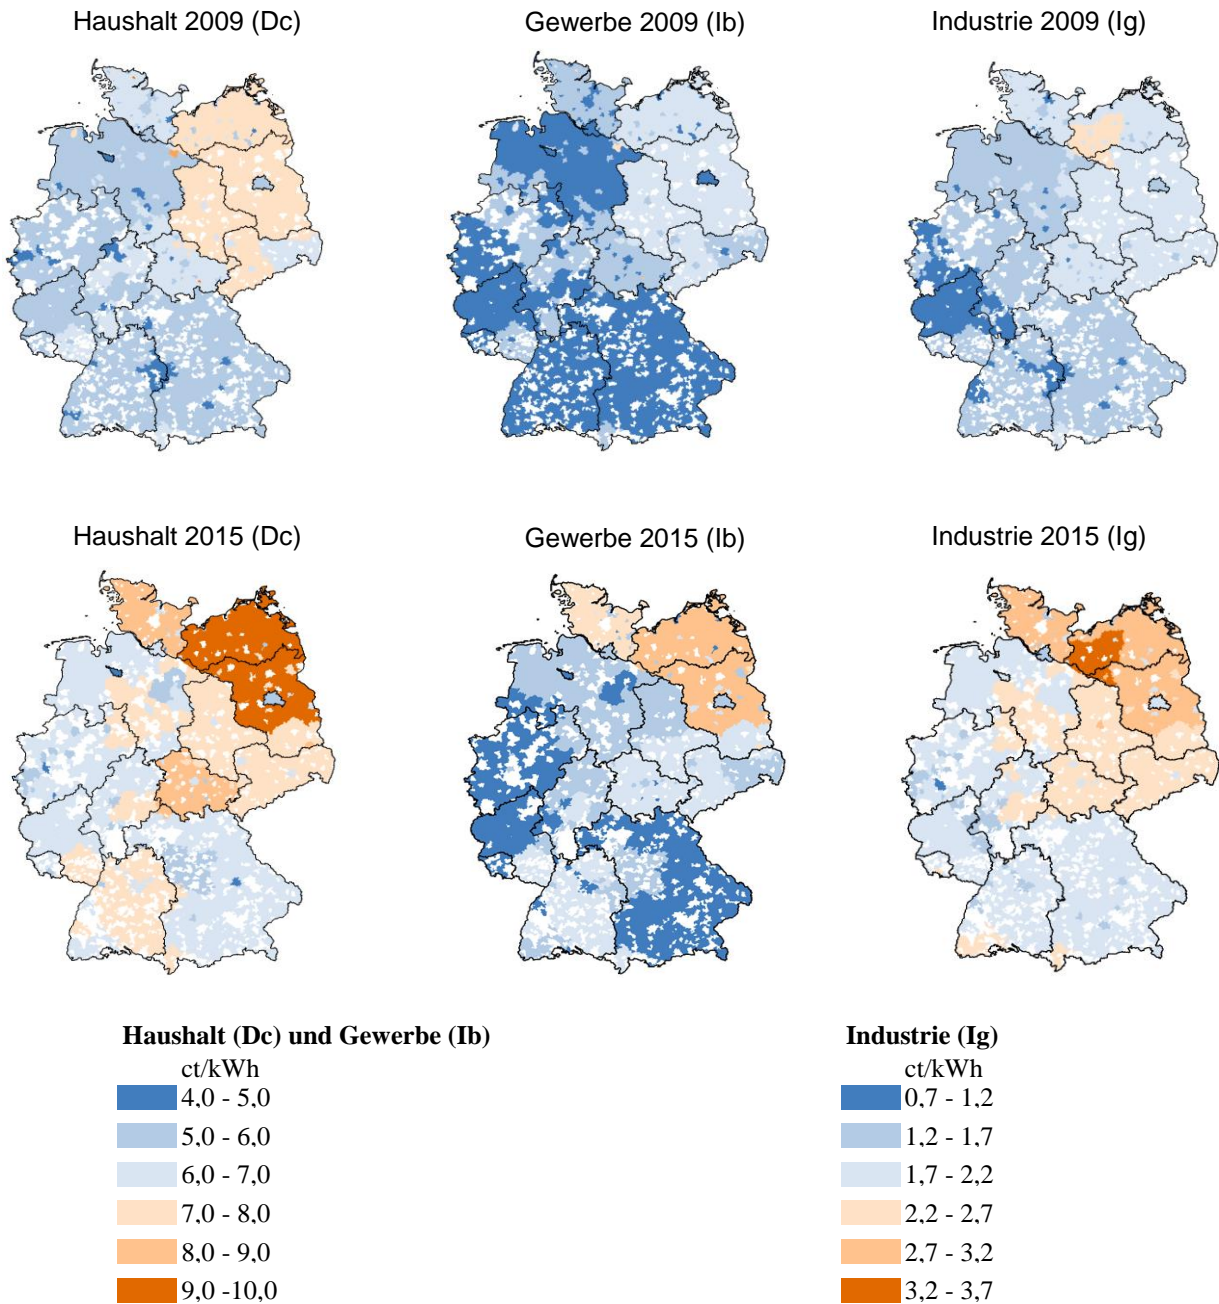 Haushalt 2009 (Dc)
Gewerbe 2009 (Ib)
Industrie 2009 (Ig)
Haushalt 2015 (Dc)
Gewerbe 2015 (Ib)
Industrie 2015 (Ig)
Haushalt (Dc) und Gewerbe (Ib)
ct/kWh
4,0 - 5,0
5,0 - 6,0
6,0 - 7,0
7,0 - 8,0
8,0 - 9,0
9,0 -10,0
Industrie (Ig)
ct/kWh
0,7 - 1,2
1,2 - 1,7
1,7 - 2,2
2,2 - 2,7
2,7 - 3,2
3,2 - 3,7